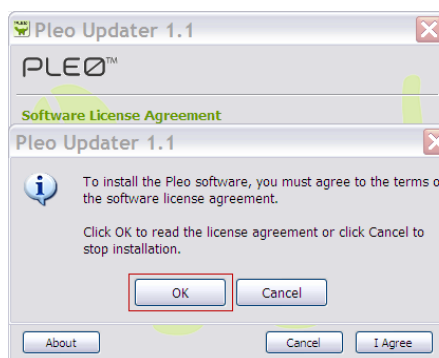 Pleo Updater 1.1
PLEO™
Software License Agreement
Pleo Updater 1.1
To install the Pleo software, you must agree to the terms o
the software license agreement.
Click OK to read the license agreement or click Cancel to
stop installation.
OK Cancel
About Cancel I Agree